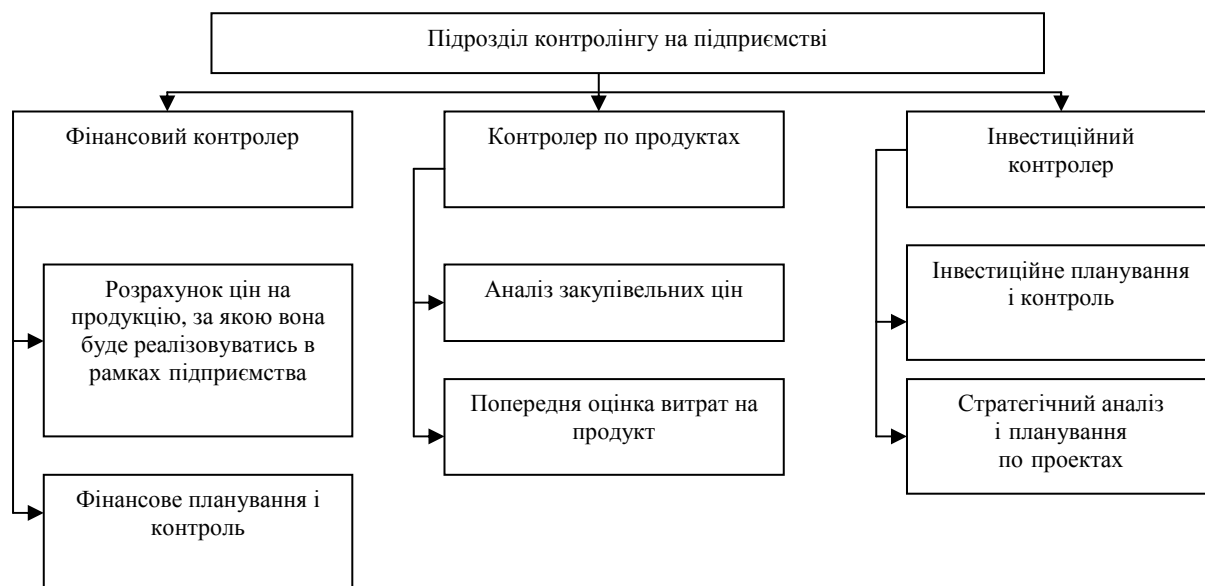 Підрозділ контролінгу на підприємстві
Фінансовий контролер
Контролер по продуктах
Інвестиційний
контролер
Розрахунок цін на
продукцію, за якою вона
буде реалізовуватись в
рамках підприємства
Фінансове планування і
контроль
Аналіз закупівельних цін
Попередня оцінка витрат на
продукт
Інвестиційне планування
і контроль
Стратегічний аналіз
і планування
по проектах